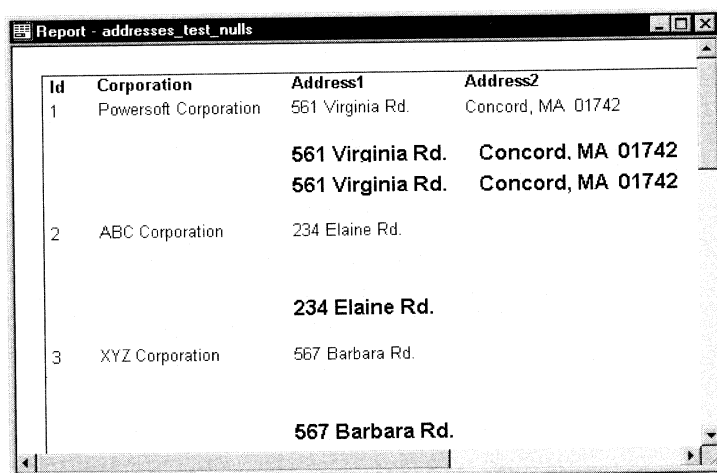 Report - addresses_test_nulls
Id Corporation Address1 Address2
1 Powersoft Corporation 561 Virginia Rd. Concord, MA 01742
561 Virginia Rd. Concord, MA 01742
561 Virginia Rd. Concord, MA 01742
2 ABC Corporation 234 Elaine Rd.
234 Elaine Rd.
3 XYZ Corporation 567 Barbara Rd.
567 Barbara Rd.